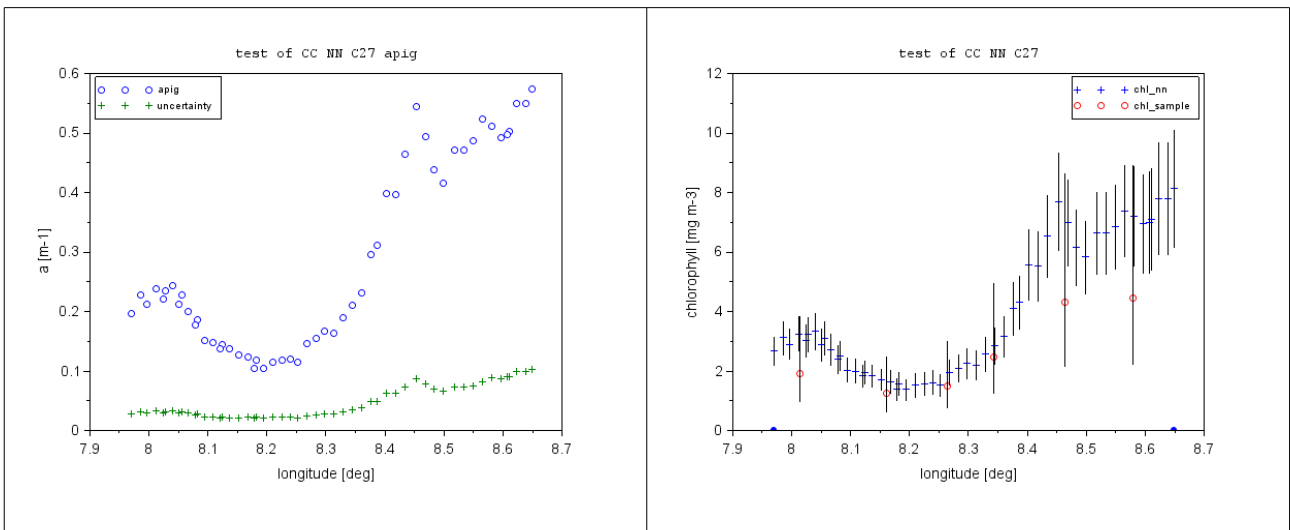 test of CC NN C27 apig
0.6
0.5
0.4
0.3
0.2
0.1
0
a [m-1]
apig
uncertainty
7.9 8 8.1 8.2 8.3 8.4 8.5 8.6 8.7
longitude [deg]
test of CC NN C27
12
10
8
6
4
2
0
chlorophyll [mg m-3]
chl_nn
chl_sample
7.9 8 8.1 8.2 8.3 8.4 8.5 8.6 8.7
longitude [deg]